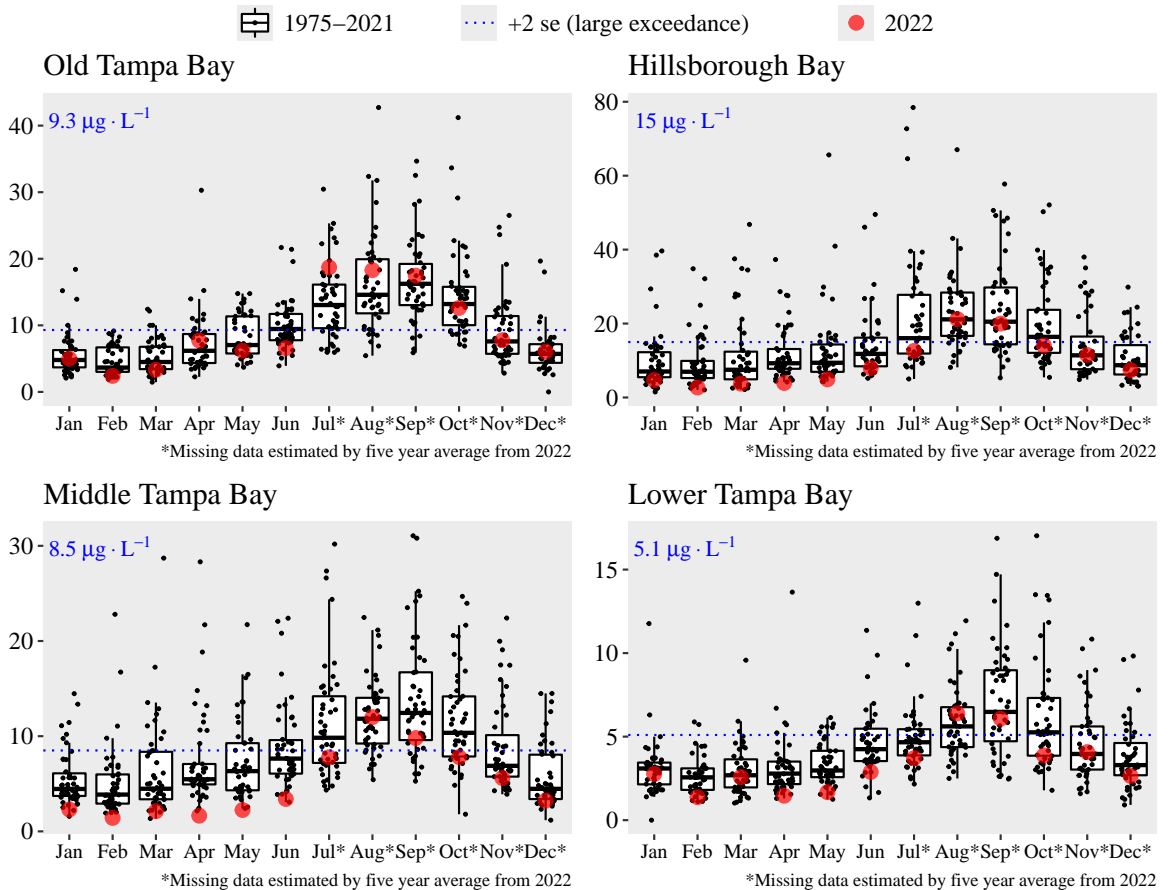 1975–2021 +2 se (large exceedance) 2022
Old Tampa Bay
9.3 μg · L⁻¹
40
30
20
10
0
Jan Feb Mar Apr May Jun Jul* Aug* Sep* Oct* Nov* Dec*
*Missing data estimated by five year average from 2022
Hillsborough Bay
15 μg · L⁻¹
80
60
40
20
0
Jan Feb Mar Apr May Jun Jul* Aug* Sep* Oct* Nov* Dec*
*Missing data estimated by five year average from 2022
Middle Tampa Bay
8.5 μg · L⁻¹
30
20
10
0
Jan Feb Mar Apr May Jun Jul* Aug* Sep* Oct* Nov* Dec*
*Missing data estimated by five year average from 2022
Lower Tampa Bay
5.1 μg · L⁻¹
15
10
5
0
Jan Feb Mar Apr May Jun Jul* Aug* Sep* Oct* Nov* Dec*
*Missing data estimated by five year average from 2022